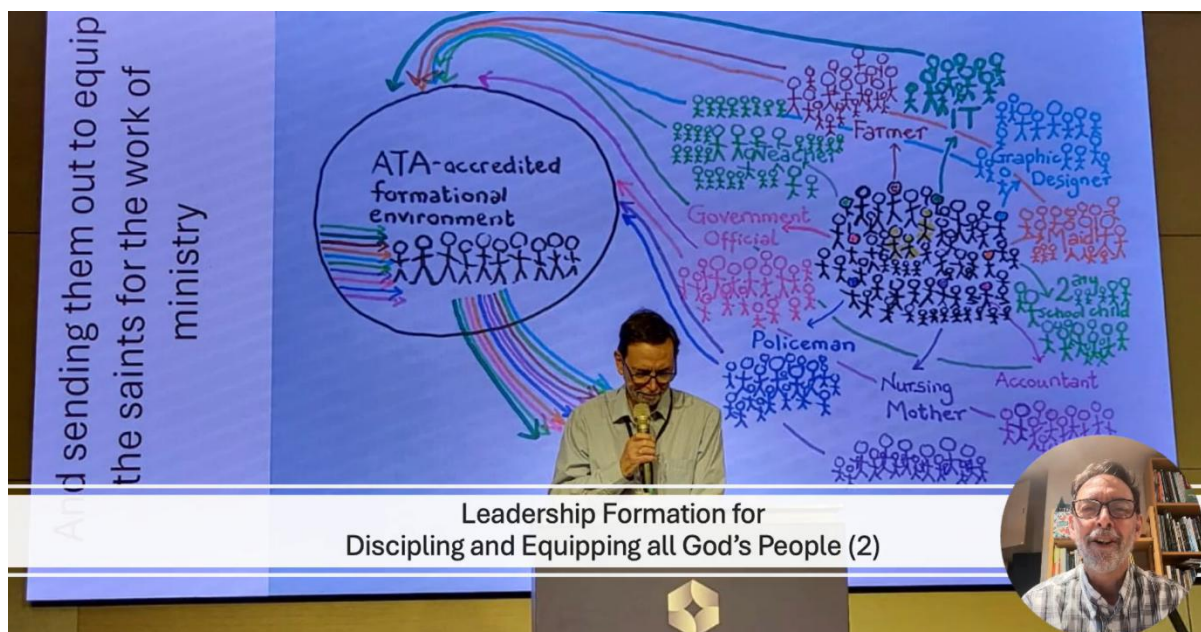 And sending them out to equip
the saints for the work of
ministry
ATA-accredited
formational
environment
Farmer
IT
Teacher
Graphic
Designer
Government
Official
Maid
2ary
school child
Policeman
Nursing
Mother
Accountant
Leadership Formation for
Discipling and Equipping all God's People (2)